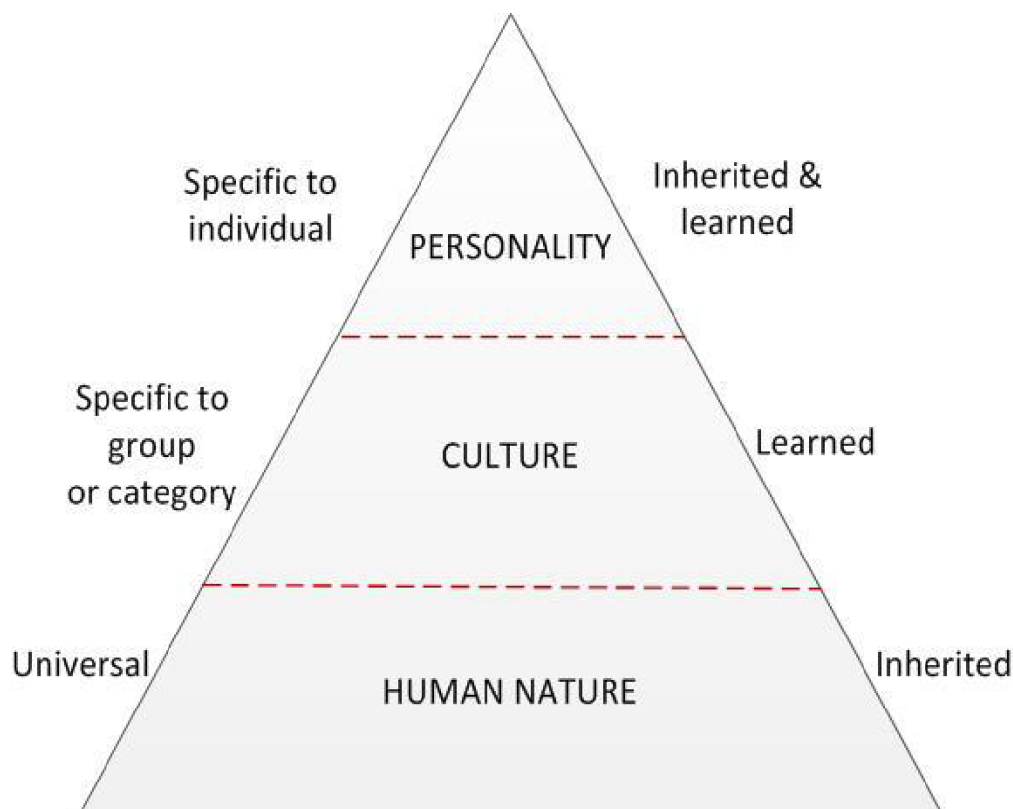 Specific to
individual
Inherited &
learned
PERSONALITY
Specific to
group
or category
CULTURE
Learned
Universal
HUMAN NATURE
Inherited